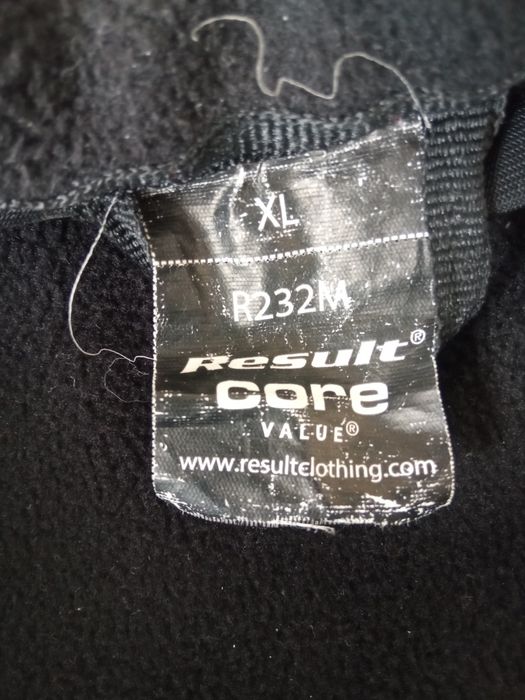 XL
R232M
Result®
core
VALUE®
www.resultclothing.com